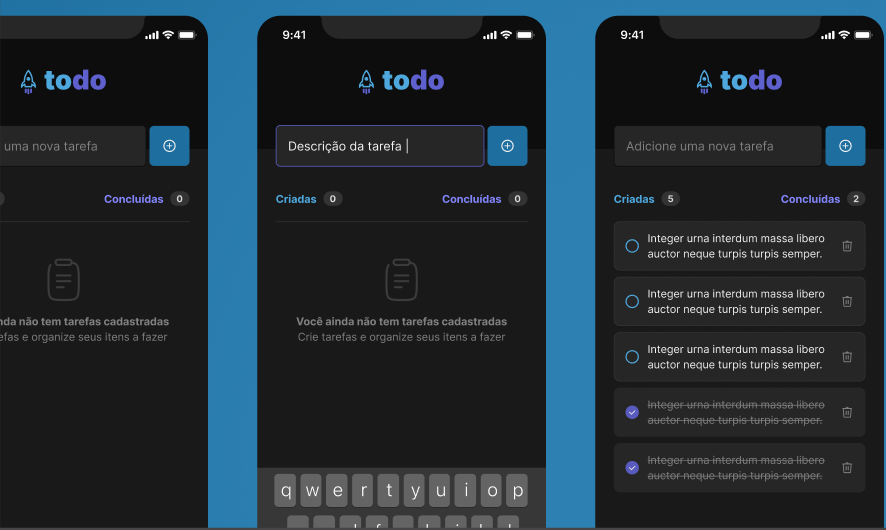 todo
uma nova tarefa
Concluídas 0
não tem tarefas cadastradas
e organize seus itens a fazer
9:41
todo
Descrição da tarefa
Criadas 0
Concluídas 0
Você ainda não tem tarefas cadastradas
Crie tarefas e organize seus itens a fazer
q w e r t y u i o p
9:41
todo
Adicione uma nova tarefa
Criadas 5
Concluídas 2
Integer urna interdum massa libero
auctor neque turpis turpis semper.
Integer urna interdum massa libero
auctor neque turpis turpis semper.
Integer urna interdum massa libero
auctor neque turpis turpis semper.
Integer urna interdum massa libero
auctor neque turpis turpis semper.
Integer urna interdum massa libero
auctor neque turpis turpis semper.